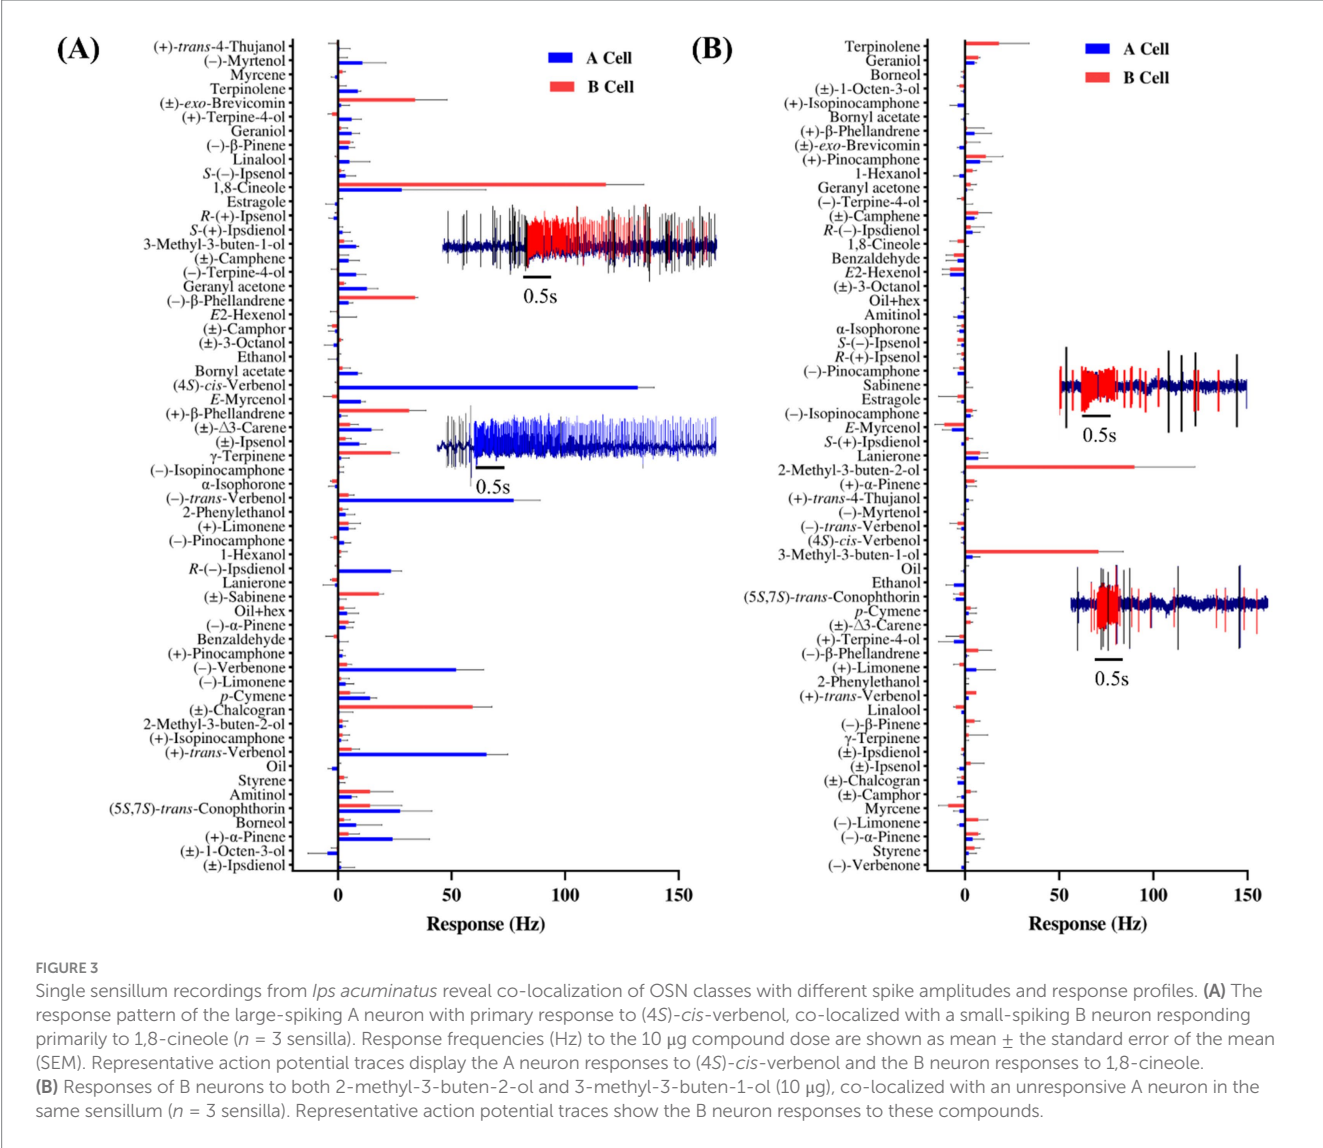 (A)
A Cell
B Cell
(+)-trans-4-Thujanol
(–)-Myrtenol
Myrcene
Terpinolene
(±)-exo-Brevicomin
(+)-Terpine-4-ol
Geraniol
(–)-β-Pinene
Linalool
S-(–)-Ipsenol
1,8-Cineole
Estragole
R-(+)-Ipsenol
S-(+)-Ipsdienol
3-Methyl-3-buten-1-ol
(±)-Camphene
(–)-Terpine-4-ol
Geranyl acetone
(–)-β-Phellandrene
E2-Hexenol
(±)-Camphor
(±)-3-Octanol
Ethanol
Bornyl acetate
(4S)-cis-Verbenol
E-Myrcenol
(+)-β-Phellandrene
(±)-Δ3-Carene
(±)-Ipsenol
γ-Terpinene
(–)-Isopinocamphone
α-Isophorone
(–)-trans-Verbenol
2-Phenylethanol
(+)-Limonene
(–)-Pinocamphone
1-Hexanol
R-(–)-Ipsdienol
Lanierone
(±)-Sabinene
Oil+hex
(–)-α-Pinene
Benzaldehyde
(+)-Pinocamphone
(–)-Verbenone
(–)-Limonene
p-Cymene
(±)-Chalcogran
2-Methyl-3-buten-2-ol
(+)-Isopinocamphone
(+)-trans-Verbenol
Oil
Styrene
Amitinol
(5S,7S)-trans-Conophthorin
Borneol
(+)-α-Pinene
(±)-1-Octen-3-ol
(±)-Ipsdienol
0.5s
0.5s
0 50 100 150
Response (Hz)
(B)
A Cell
B Cell
Terpinolene
Geraniol
Borneol
(±)-1-Octen-3-ol
(+)-Isopinocamphone
Bornyl acetate
(+)-β-Phellandrene
(±)-exo-Brevicomin
(+)-Pinocamphone
1-Hexanol
Geranyl acetone
(–)-Terpine-4-ol
(±)-Camphene
R-(–)-Ipsdienol
1,8-Cineole
Benzaldehyde
E2-Hexenol
(±)-3-Octanol
Oil+hex
Amitinol
α-Isophorone
S-(–)-Ipsenol
R-(+)-Ipsenol
(–)-Pinocamphone
Sabinene
Estragole
(–)-Isopinocamphone
E-Myrcenol
S-(+)-Ipsdienol
Lanierone
2-Methyl-3-buten-2-ol
(+)-α-Pinene
(+)-trans-4-Thujanol
(–)-Myrtenol
(–)-trans-Verbenol
(4S)-cis-Verbenol
3-Methyl-3-buten-1-ol
Oil
Ethanol
(5S,7S)-trans-Conophthorin
p-Cymene
(±)-Δ3-Carene
(+)-Terpine-4-ol
(–)-β-Phellandrene
(+)-Limonene
2-Phenylethanol
(+)-trans-Verbenol
Linalool
(–)-β-Pinene
γ-Terpinene
(±)-Ipsdienol
(±)-Ipsenol
(±)-Chalcogran
(±)-Camphor
Myrcene
(–)-Limonene
(–)-α-Pinene
Styrene
(–)-Verbenone
0.5s
0.5s
0 50 100 150
Response (Hz)
FIGURE 3
Single sensillum recordings from Ips acuminatus reveal co-localization of OSN classes with different spike amplitudes and response profiles. (A) The
response pattern of the large-spiking A neuron with primary response to (4S)-cis-verbenol, co-localized with a small-spiking B neuron responding
primarily to 1,8-cineole (n = 3 sensilla). Response frequencies (Hz) to the 10 μg compound dose are shown as mean ± the standard error of the mean
(SEM). Representative action potential traces display the A neuron responses to (4S)-cis-verbenol and the B neuron responses to 1,8-cineole.
(B) Responses of B neurons to both 2-methyl-3-buten-2-ol and 3-methyl-3-buten-1-ol (10 μg), co-localized with an unresponsive A neuron in the
same sensillum (n = 3 sensilla). Representative action potential traces show the B neuron responses to these compounds.